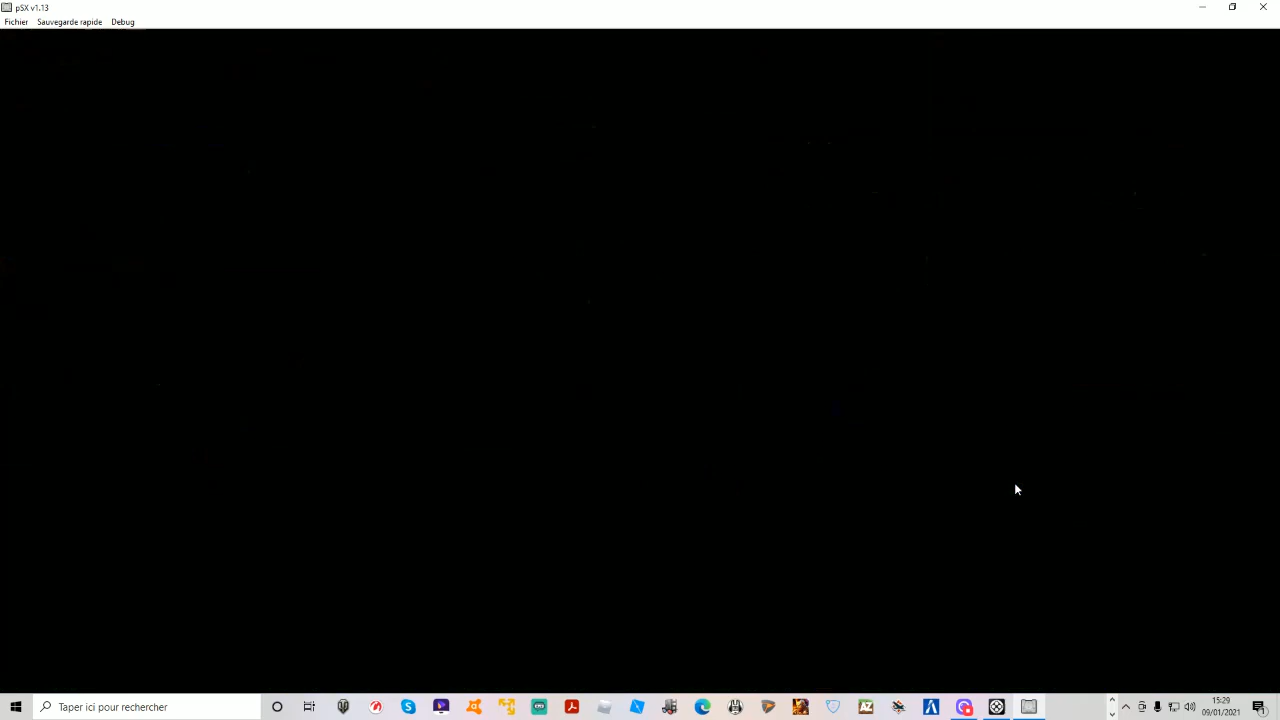 pSX v1.13
Fichier Sauvegarde rapide Debug
Taper ici pour rechercher
15:29
09/01/2021